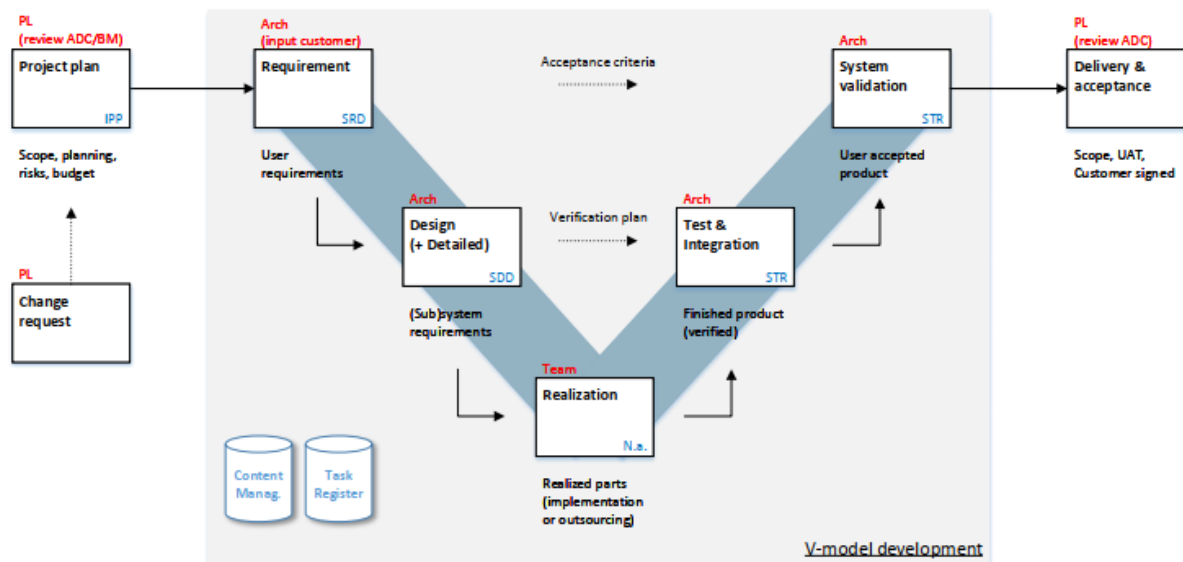 PL
(review ADC/BM)
Project plan
IPP
Scope, planning,
risks, budget
PL
Change
request
Arch
(input customer)
Requirement
SRD
User
requirements
Arch
Design
(+ Detailed)
SDD
(Sub)system
requirements
Team
Realization
N.a.
Realized parts
(implementation
or outsourcing)
Acceptance criteria
Verification plan
Arch
Test &
Integration
STR
Finished product
(verified)
Arch
System
validation
STR
User accepted
product
PL
(review ADC)
Delivery &
acceptance
Scope, UAT,
Customer signed
Content
Manag.
Task
Register
V-model development